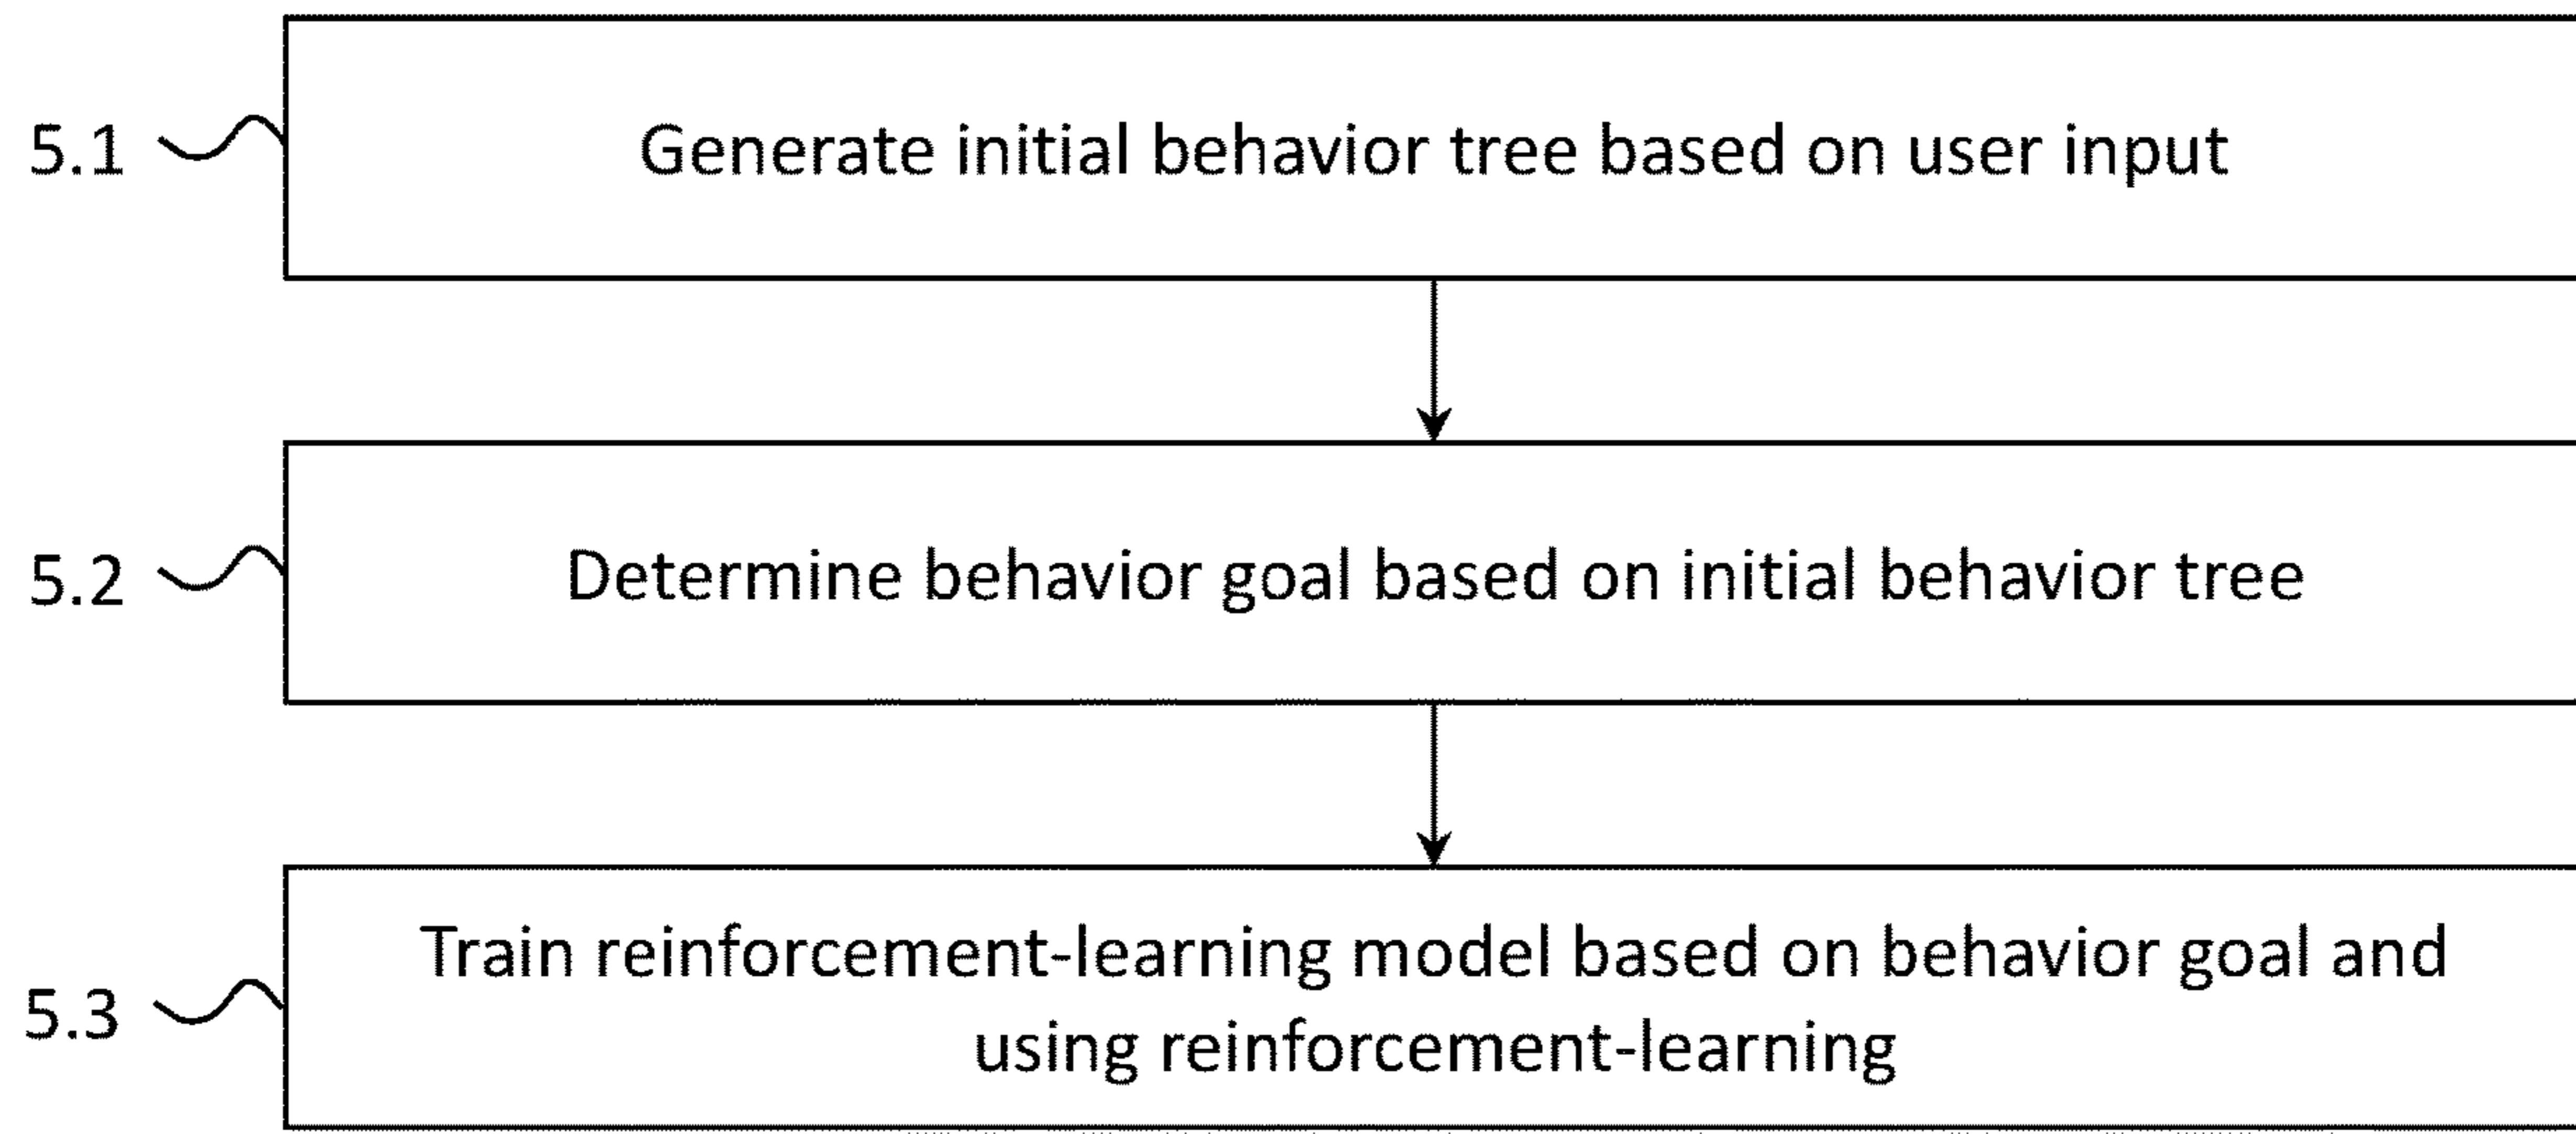 5.1 Generate initial behavior tree based on user input
5.2 Determine behavior goal based on initial behavior tree
Train reinforcement-learning model based on behavior goal and
5.3
using reinforcement-learning